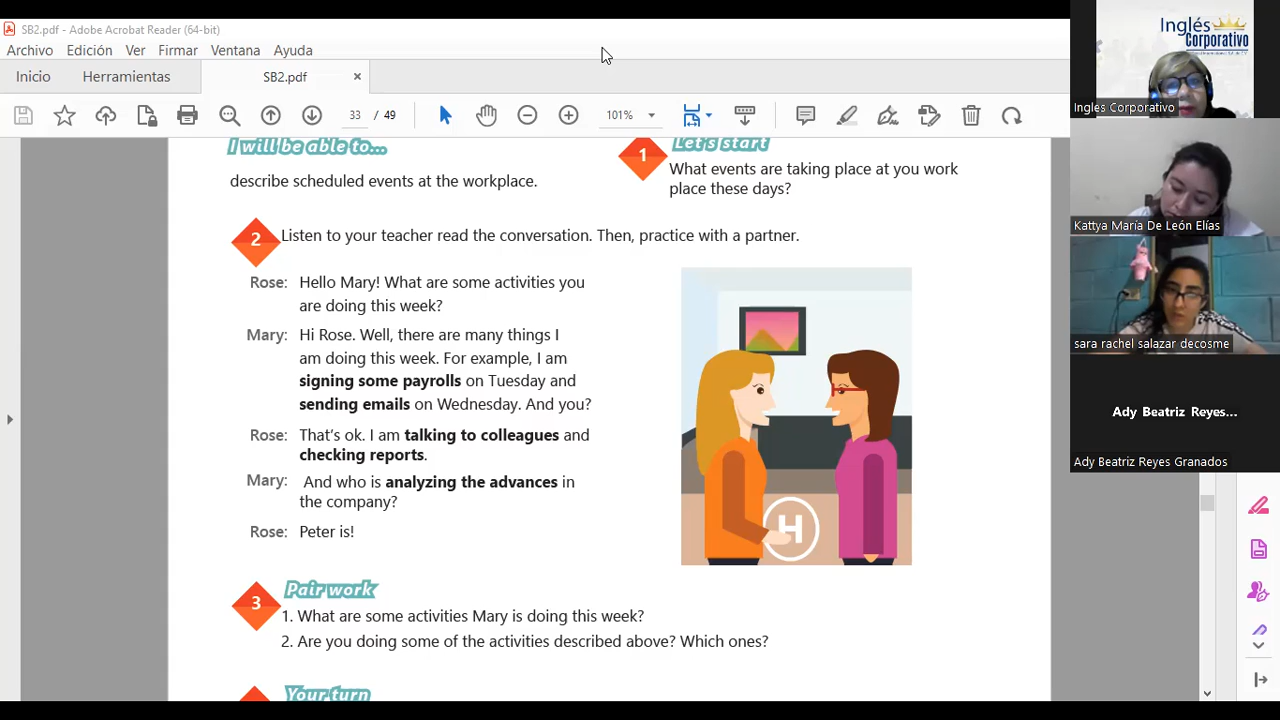 SB2.pdf - Adobe Acrobat Reader (64-bit)
Archivo Edición Ver Firmar Ventana Ayuda
Inicio Herramientas SB2.pdf ×
33 / 49 101%
I will be able to...
describe scheduled events at the workplace.
1 Let's start
What events are taking place at you work
place these days?
2 Listen to your teacher read the conversation. Then, practice with a partner.
Rose: Hello Mary! What are some activities you
are doing this week?
Mary: Hi Rose. Well, there are many things I
am doing this week. For example, I am
signing some payrolls on Tuesday and
sending emails on Wednesday. And you?
Rose: That's ok. I am talking to colleagues and
checking reports.
Mary: And who is analyzing the advances in
the company?
Rose: Peter is!
H
3 Pair work
1. What are some activities Mary is doing this week?
2. Are you doing some of the activities described above? Which ones?
Your turn
Inglés
Corporativo
Ingles Corporativo
Kattya María De León Elías
sara rachel salazar decosme
Ady Beatriz Reyes...
Ady Beatriz Reyes Granados